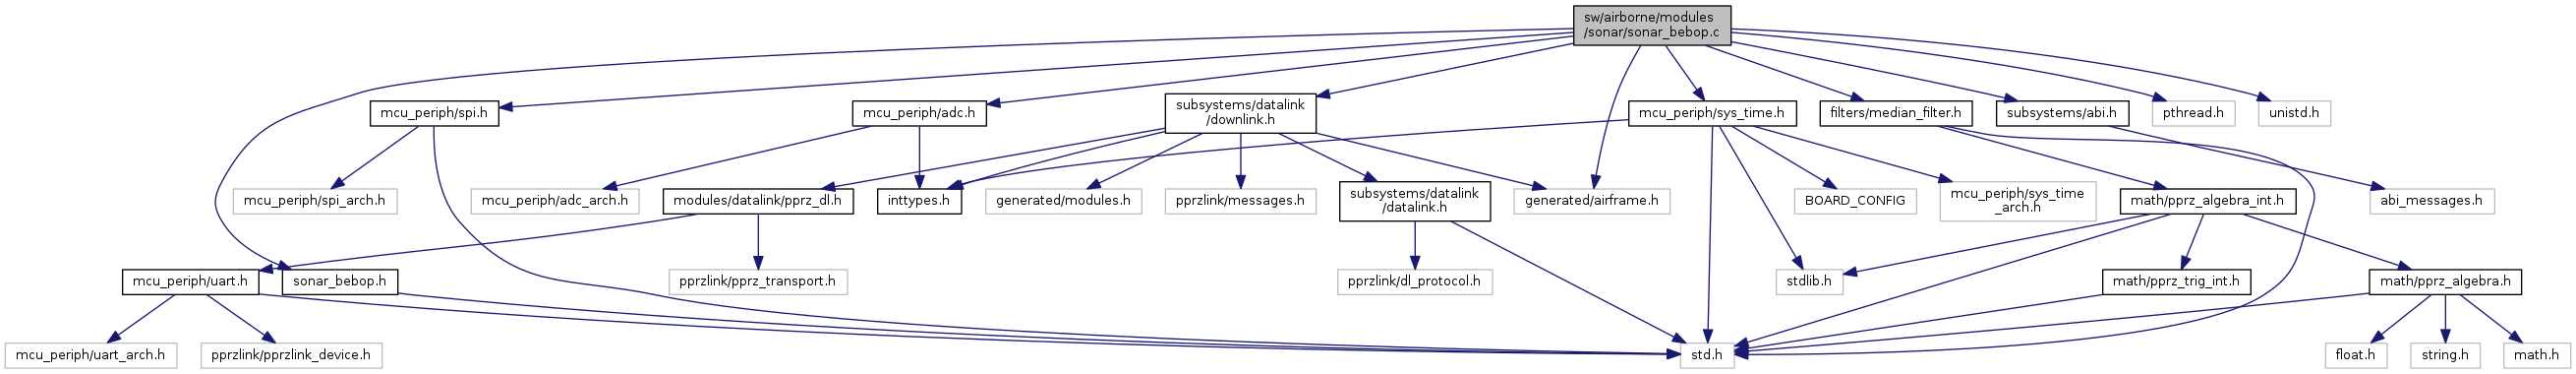 sw/airborne/modules
/sonar/sonar_bebop.c
mcu_periph/spi.h
mcu_periph/adc.h
subsystems/datalink
/downlink.h
mcu_periph/sys_time.h
filters/median_filter.h
subsystems/abi.h
pthread.h
unistd.h
mcu_periph/spi_arch.h
mcu_periph/adc_arch.h
modules/datalink/pprz_dl.h
inttypes.h
generated/modules.h
pprzlink/messages.h
subsystems/datalink
/datalink.h
generated/airframe.h
BOARD_CONFIG
mcu_periph/sys_time
_arch.h
math/pprz_algebra_int.h
abi_messages.h
mcu_periph/uart.h
sonar_bebop.h
pprzlink/pprz_transport.h
pprzlink/dl_protocol.h
stdlib.h
math/pprz_trig_int.h
math/pprz_algebra.h
mcu_periph/uart_arch.h
pprzlink/pprzlink_device.h
std.h
float.h
string.h
math.h